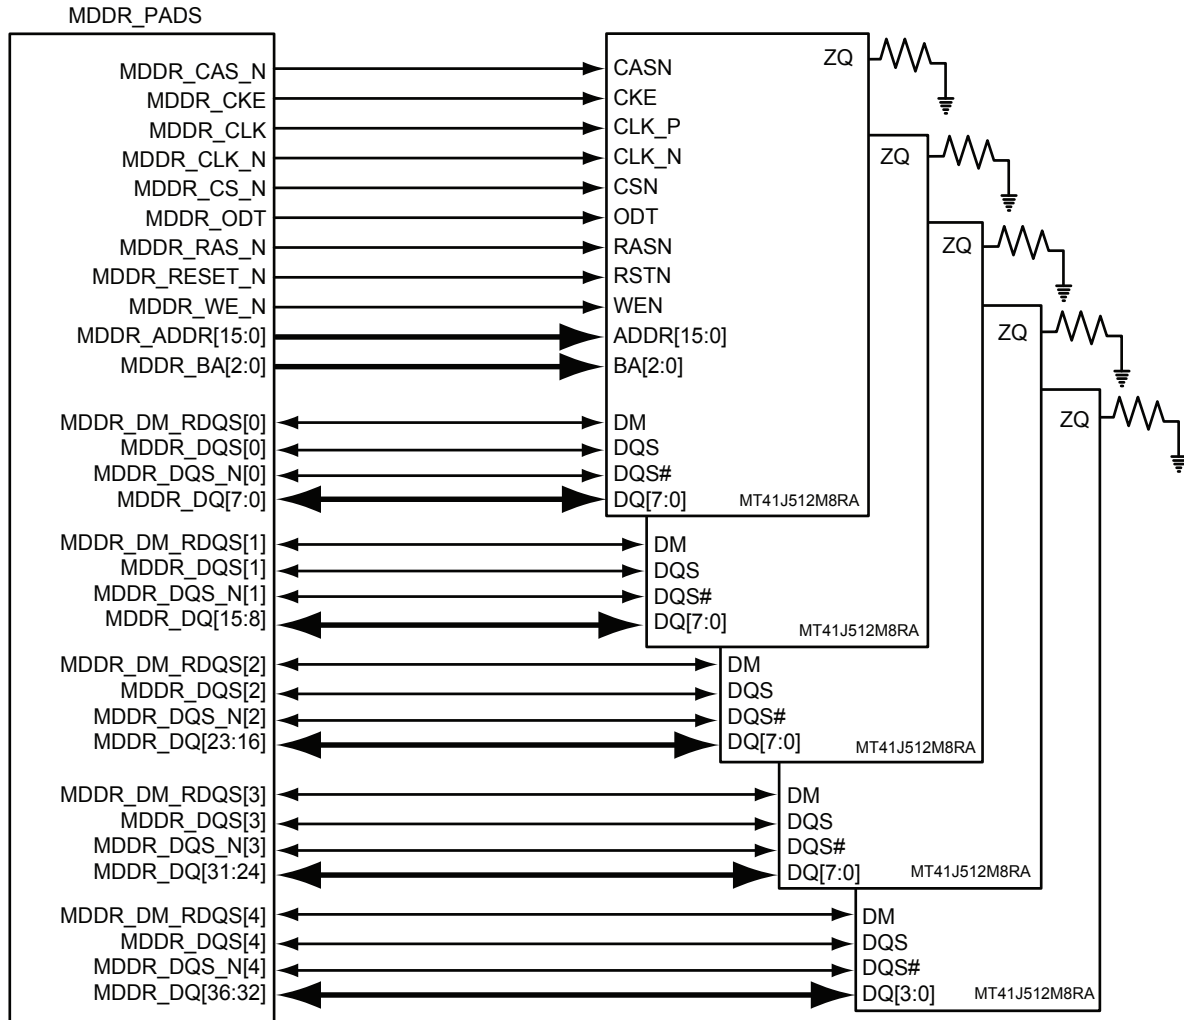 MDDR_PADS
MDDR_CAS_N CASN ZQ
MDDR_CKE CKE
MDDR_CLK CLK_P
MDDR_CLK_N CLK_N ZQ
MDDR_CS_N CSN
MDDR_ODT ODT
MDDR_RAS_N RASN ZQ
MDDR_RESET_N RSTN
MDDR_WE_N WEN
MDDR_ADDR[15:0] ADDR[15:0] ZQ
MDDR_BA[2:0] BA[2:0]
MDDR_DM_RDQS[0] DM ZQ
MDDR_DQS[0] DQS
MDDR_DQS_N[0] DQS#
MDDR_DQ[7:0] DQ[7:0] MT41J512M8RA
MDDR_DM_RDQS[1] DM
MDDR_DQS[1] DQS
MDDR_DQS_N[1] DQS#
MDDR_DQ[15:8] DQ[7:0] MT41J512M8RA
MDDR_DM_RDQS[2] DM
MDDR_DQS[2] DQS
MDDR_DQS_N[2] DQS#
MDDR_DQ[23:16] DQ[7:0] MT41J512M8RA
MDDR_DM_RDQS[3] DM
MDDR_DQS[3] DQS
MDDR_DQS_N[3] DQS#
MDDR_DQ[31:24] DQ[7:0] MT41J512M8RA
MDDR_DM_RDQS[4] DM
MDDR_DQS[4] DQS
MDDR_DQS_N[4] DQS#
MDDR_DQ[36:32] DQ[3:0] MT41J512M8RA